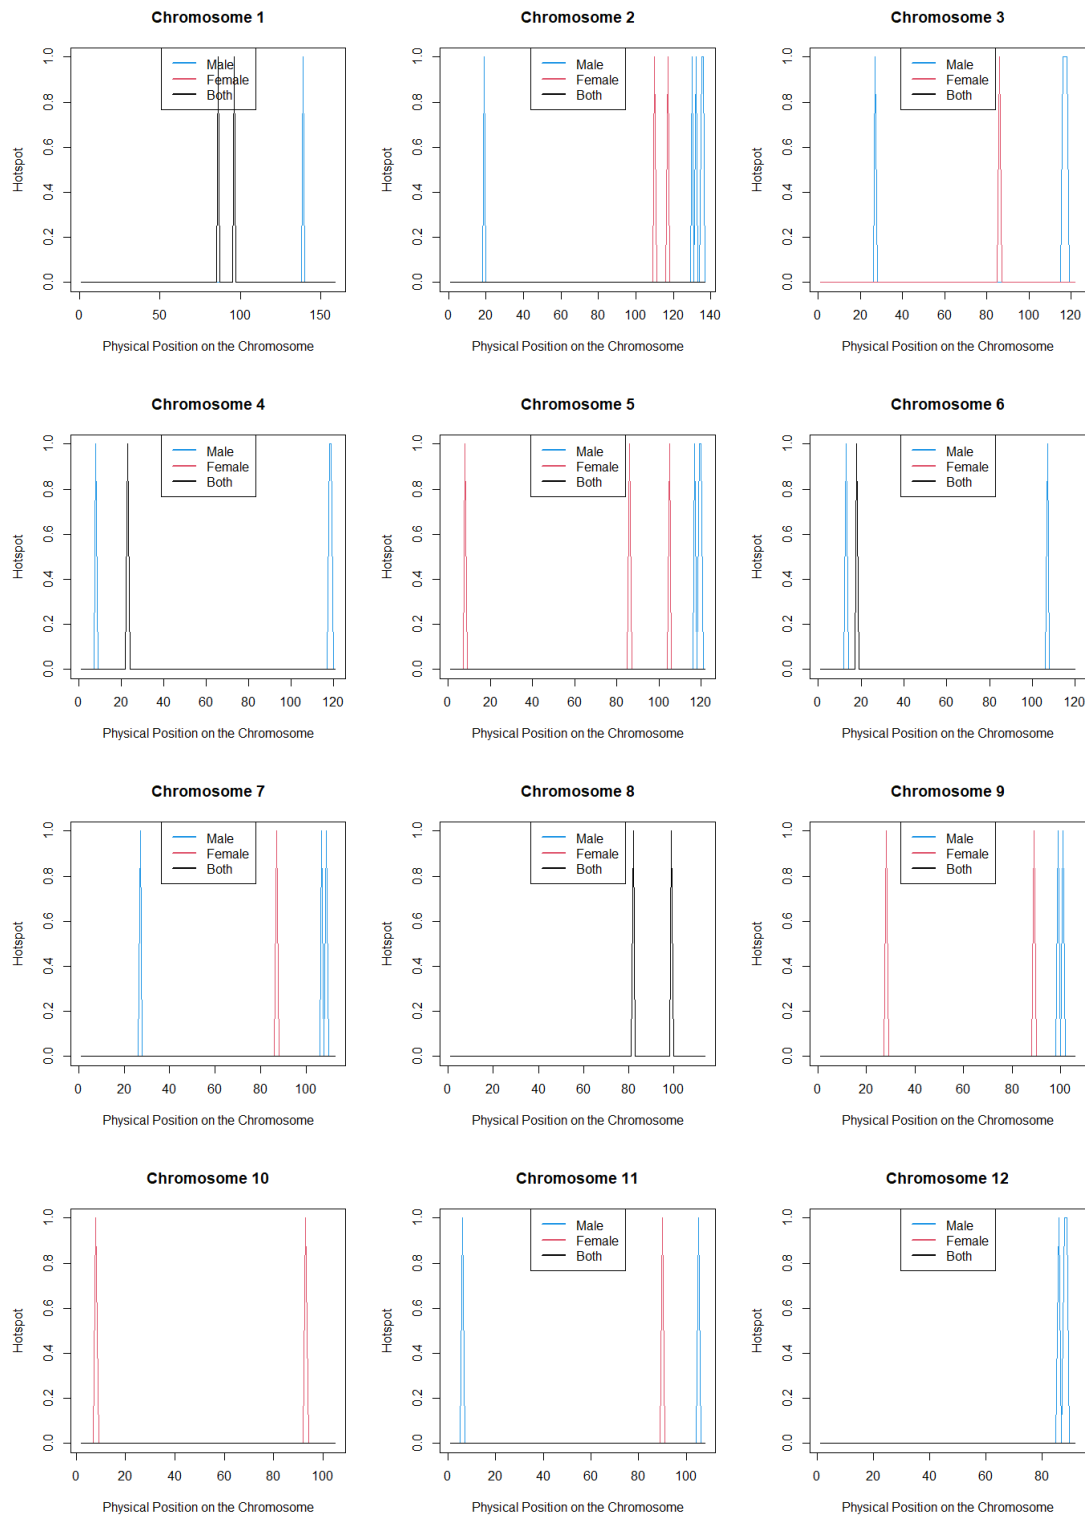 Chromosome 1
Male
Female
Both
Hotspot
0.0 0.2 0.4 0.6 0.8 1.0
0 50 100 150
Physical Position on the Chromosome
Chromosome 2
Male
Female
Both
Hotspot
0.0 0.2 0.4 0.6 0.8 1.0
0 20 40 60 80 100 120 140
Physical Position on the Chromosome
Chromosome 3
Male
Female
Both
Hotspot
0.0 0.2 0.4 0.6 0.8 1.0
0 20 40 60 80 100 120
Physical Position on the Chromosome
Chromosome 4
Male
Female
Both
Hotspot
0.0 0.2 0.4 0.6 0.8 1.0
0 20 40 60 80 100 120
Physical Position on the Chromosome
Chromosome 5
Male
Female
Both
Hotspot
0.0 0.2 0.4 0.6 0.8 1.0
0 20 40 60 80 100 120
Physical Position on the Chromosome
Chromosome 6
Male
Female
Both
Hotspot
0.0 0.2 0.4 0.6 0.8 1.0
0 20 40 60 80 100 120
Physical Position on the Chromosome
Chromosome 7
Male
Female
Both
Hotspot
0.0 0.2 0.4 0.6 0.8 1.0
0 20 40 60 80 100
Physical Position on the Chromosome
Chromosome 8
Male
Female
Both
Hotspot
0.0 0.2 0.4 0.6 0.8 1.0
0 20 40 60 80 100
Physical Position on the Chromosome
Chromosome 9
Male
Female
Both
Hotspot
0.0 0.2 0.4 0.6 0.8 1.0
0 20 40 60 80 100
Physical Position on the Chromosome
Chromosome 10
Hotspot
0.0 0.2 0.4 0.6 0.8 1.0
0 20 40 60 80 100
Physical Position on the Chromosome
Chromosome 11
Male
Female
Both
Hotspot
0.0 0.2 0.4 0.6 0.8 1.0
0 20 40 60 80 100
Physical Position on the Chromosome
Chromosome 12
Male
Female
Both
Hotspot
0.0 0.2 0.4 0.6 0.8 1.0
0 20 40 60 80
Physical Position on the Chromosome